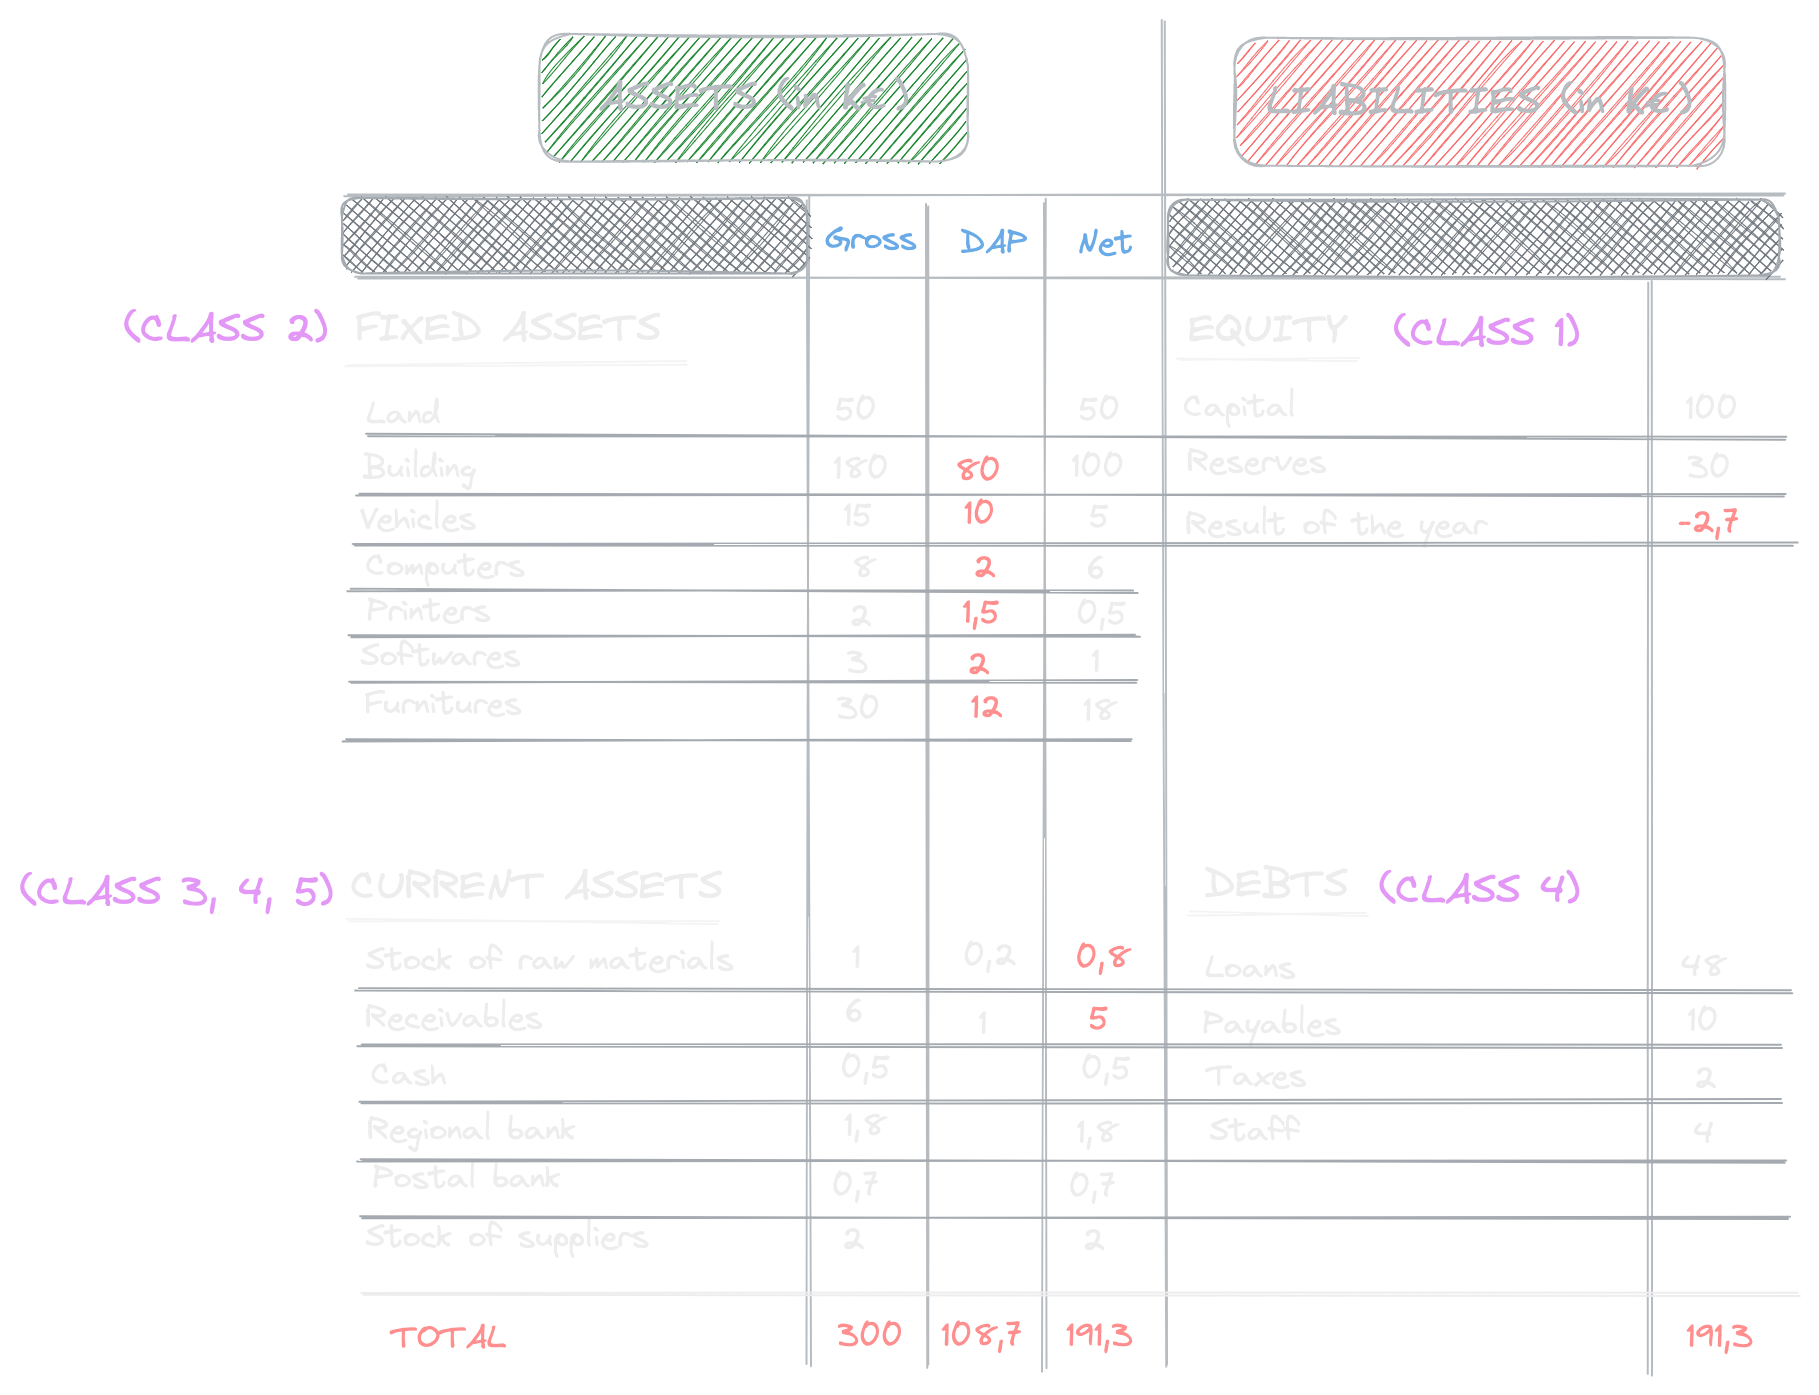 ASSETS (in K€)
LIABILITIES (in K€)
Gross DAP Net
(CLASS 2) FIXED ASSETS EQUITY (CLASS 1)
Land 50 50 Capital 100
Building 180 80 100 Reserves 30
Vehicles 15 10 5 Result of the year -2,7
Computers 8 2 6
Printers 2 1,5 0,5
Softwares 3 2 1
Furnitures 30 12 18
(CLASS 3, 4, 5) CURRENT ASSETS DEBTS (CLASS 4)
Stock of raw materials 1 0,2 0,8 Loans 48
Receivables 6 1 5 Payables 10
Cash 0,5 0,5 Taxes 2
Regional bank 1,8 1,8 Staff 4
Postal bank 0,7 0,7
Stock of suppliers 2 2
TOTAL 300 108,7 191,3 191,3